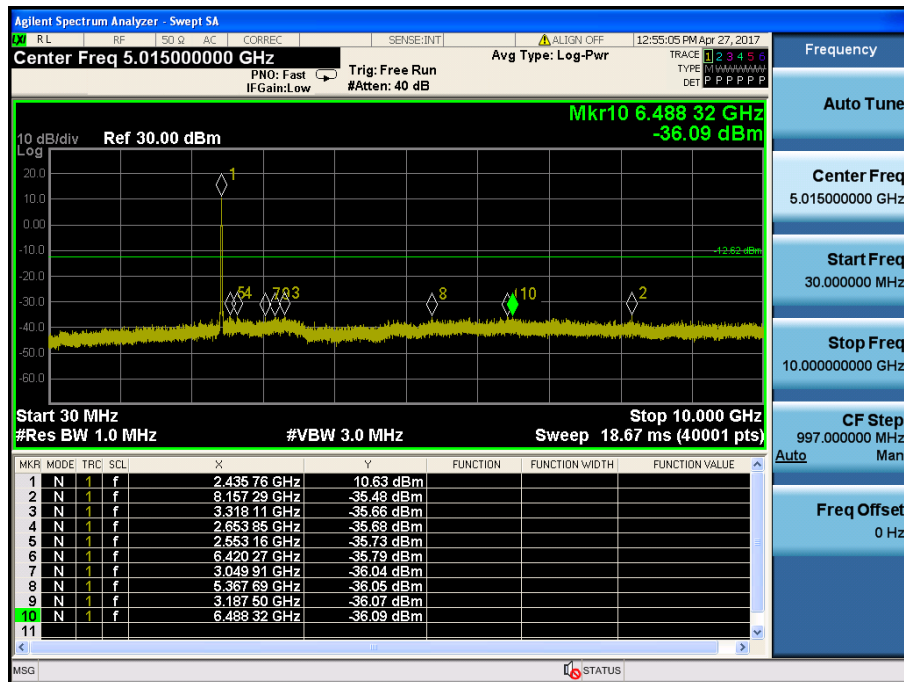 Agilent Spectrum Analyzer - Swept SA
LXI RL RF 50 Ω AC CORREC SENSE:INT ALIGN OFF 12:55:05 PM Apr 27, 2017
Center Freq 5.015000000 GHz
PNO: Fast
IFGain:Low
Trig: Free Run
#Atten: 40 dB
Avg Type: Log-Pwr
TRACE 1 2 3 4 5 6
TYPE M W W W W W
DET P P P P P P
Mkr10 6.488 32 GHz
-36.09 dBm
10 dB/div Ref 30.00 dBm
Log
20.0
10.0
0.00
-10.0
-20.0
-30.0
-40.0
-50.0
-60.0
1
-12.62 dBm
5 4 7 9 3 8 10 2
Start 30 MHz Stop 10.000 GHz
#Res BW 1.0 MHz #VBW 3.0 MHz Sweep 18.67 ms (40001 pts)
MKR MODE TRC SCL X Y FUNCTION FUNCTION WIDTH FUNCTION VALUE
1 N 1 f 2.435 76 GHz 10.63 dBm
2 N 1 f 8.157 29 GHz -35.48 dBm
3 N 1 f 3.318 11 GHz -35.66 dBm
4 N 1 f 2.653 85 GHz -35.68 dBm
5 N 1 f 2.553 16 GHz -35.73 dBm
6 N 1 f 6.420 27 GHz -35.79 dBm
7 N 1 f 3.049 91 GHz -36.04 dBm
8 N 1 f 5.367 69 GHz -36.05 dBm
9 N 1 f 3.187 50 GHz -36.07 dBm
10 N 1 f 6.488 32 GHz -36.09 dBm
11
MSG STATUS
Frequency
Auto Tune
Center Freq
5.015000000 GHz
Start Freq
30.000000 MHz
Stop Freq
10.000000000 GHz
CF Step
997.000000 MHz
Auto Man
Freq Offset
0 Hz